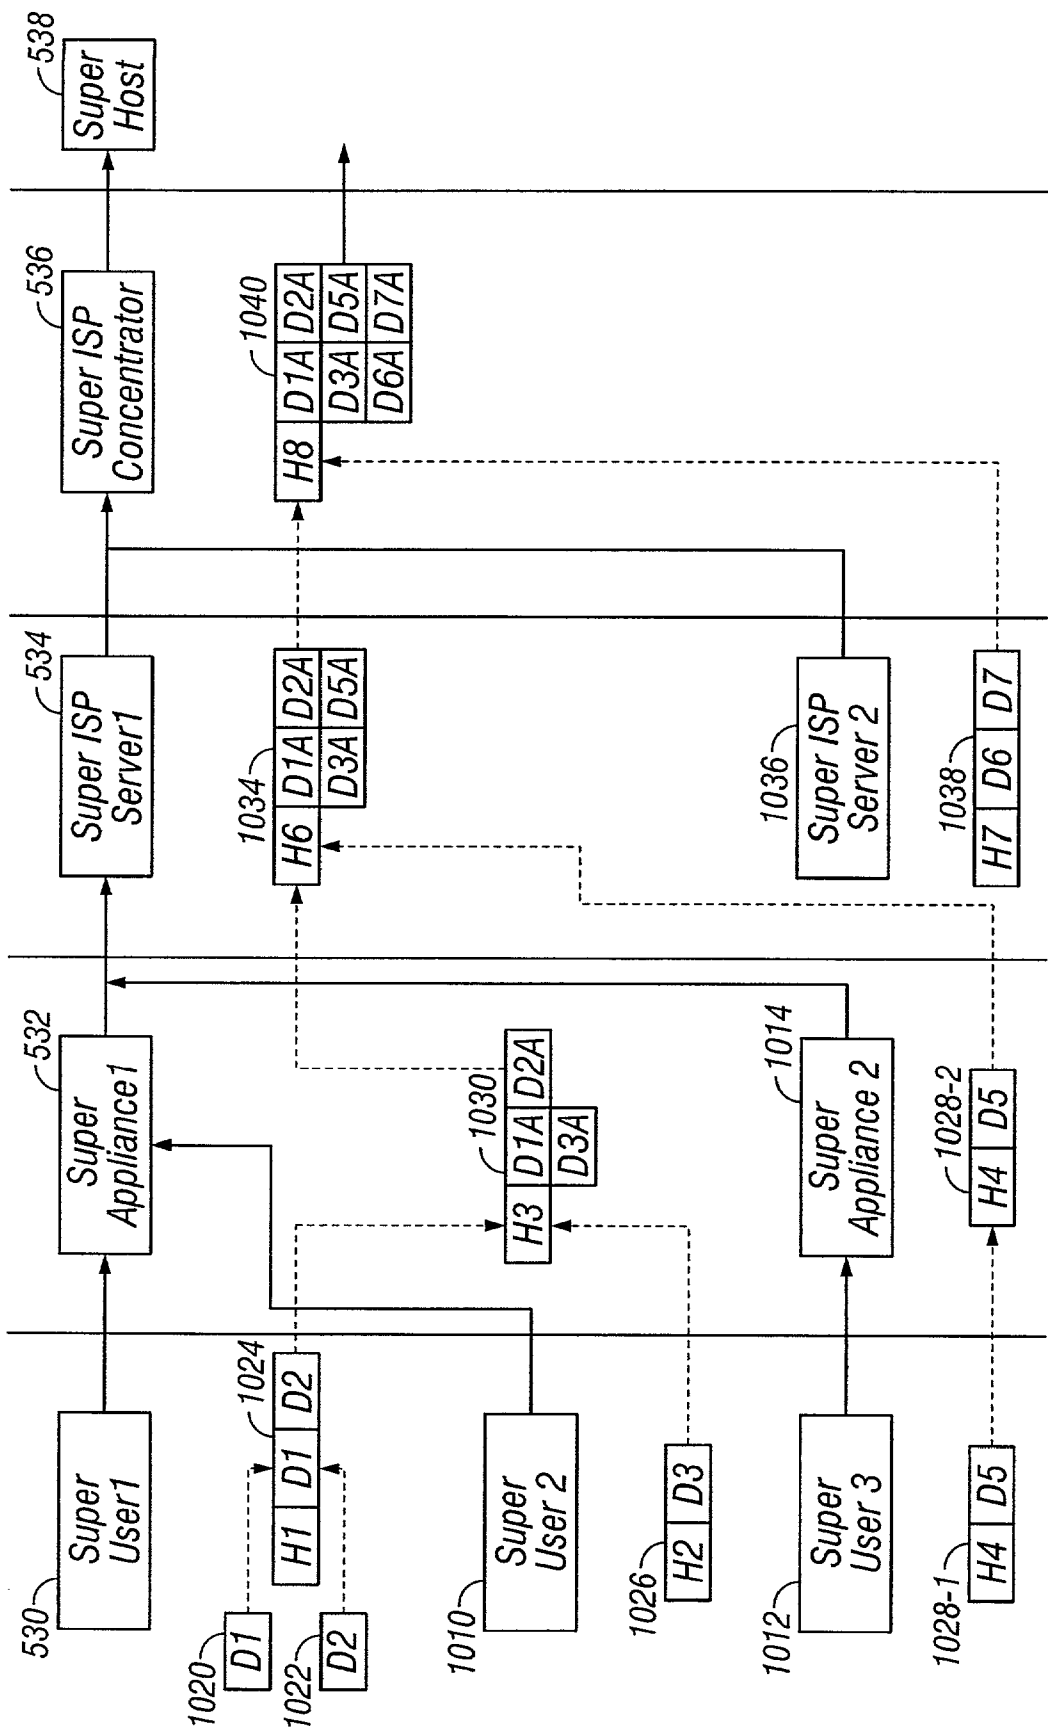 530
Super
User1
532
Super
Appliance1
534
Super ISP
Server1
536
Super ISP
Concentrator
538
Super
Host
1020
D1
1022
D2
1024
H1 D1 D2
1030
H3 D1A D2A
D3A
1034
H6 D1A D2A
D3A D5A
1040
H8 D1A D2A
D3A D5A
D6A D7A
1010
Super
User 2
1026
H2 D3
1012
Super
User 3
1014
Super
Appliance 2
1036
Super ISP
Server 2
1028-1
H4 D5
1028-2
H4 D5
1038
H7 D6 D7